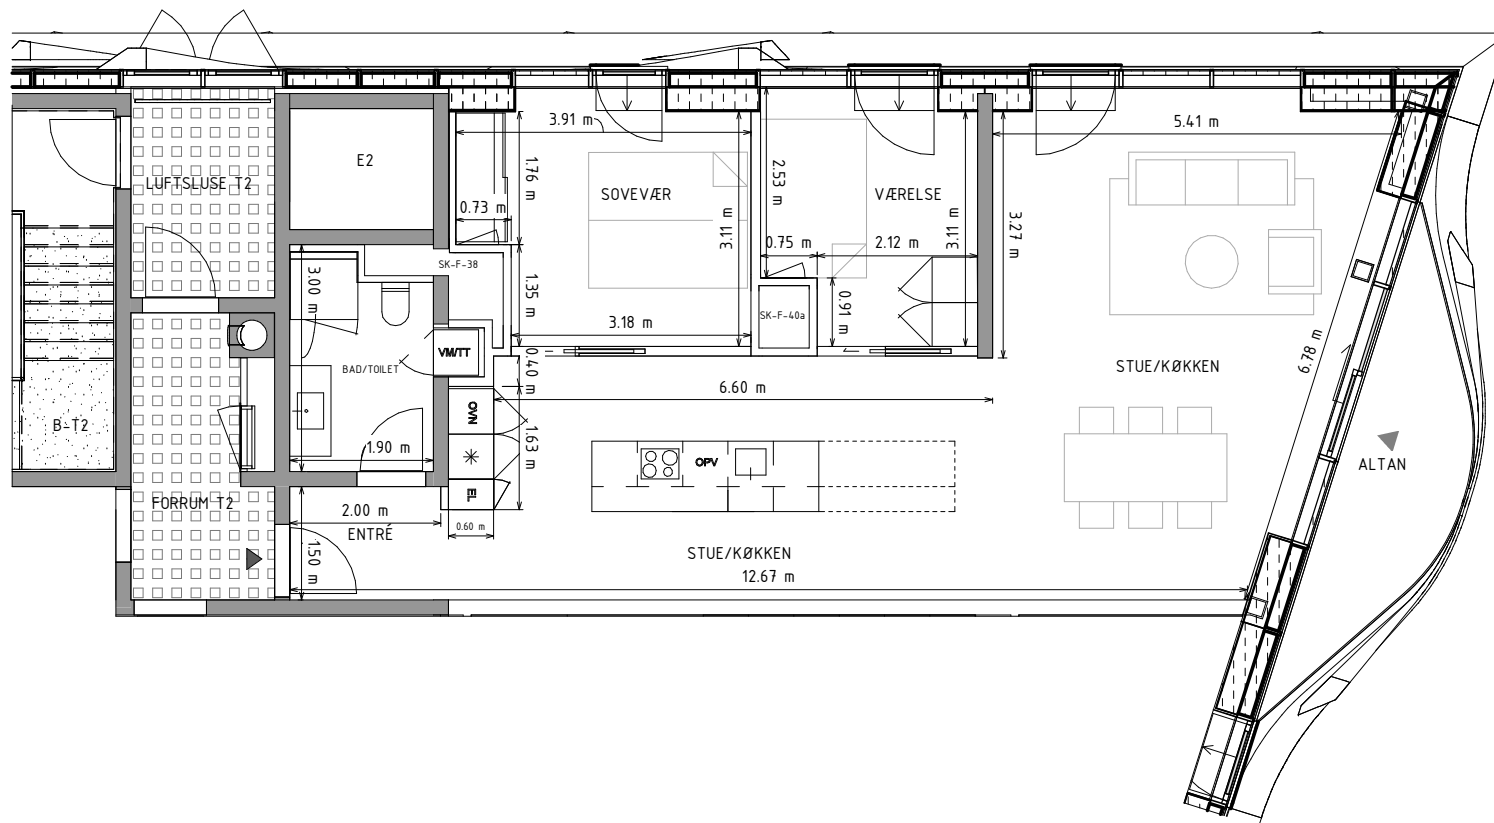 3.91 m
5.41 m
E2
1.76 m
LUFTSLUSE T2
SOVEVÆR
2.53 m
VÆRELSE
0.73 m
3.11 m
0.75 m
2.12 m
3.11 m
3.27 m
SK-F-38
3.00 m
1.35 m
0.91 m
SK-F-40a
3.18 m
6.78 m
VM/TT
0.40 m
BAD/TOILET
STUE/KØKKEN
6.60 m
OVN
B-T2
1.63 m
1.90 m
OPV
ALTAN
EL
FORRUM T2
2.00 m
0.60 m
ENTRÉ
1.50 m
STUE/KØKKEN
12.67 m